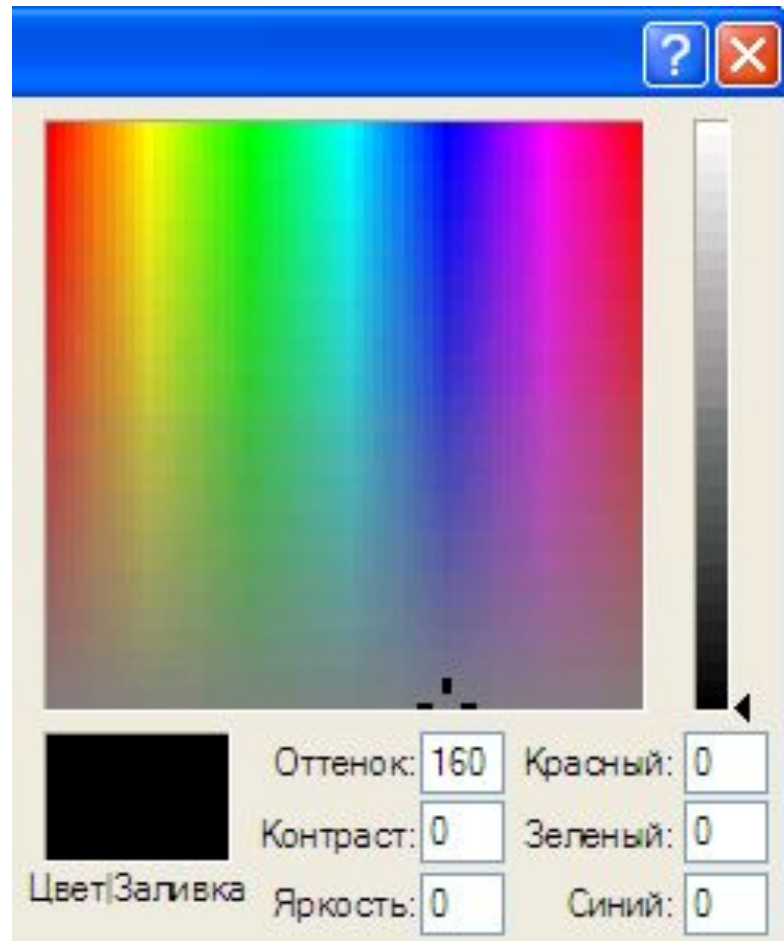 ?
Оттенок: 160 Красный: 0
Контраст: 0 Зеленый: 0
Цвет|Заливка
Яркость: 0 Синий: 0